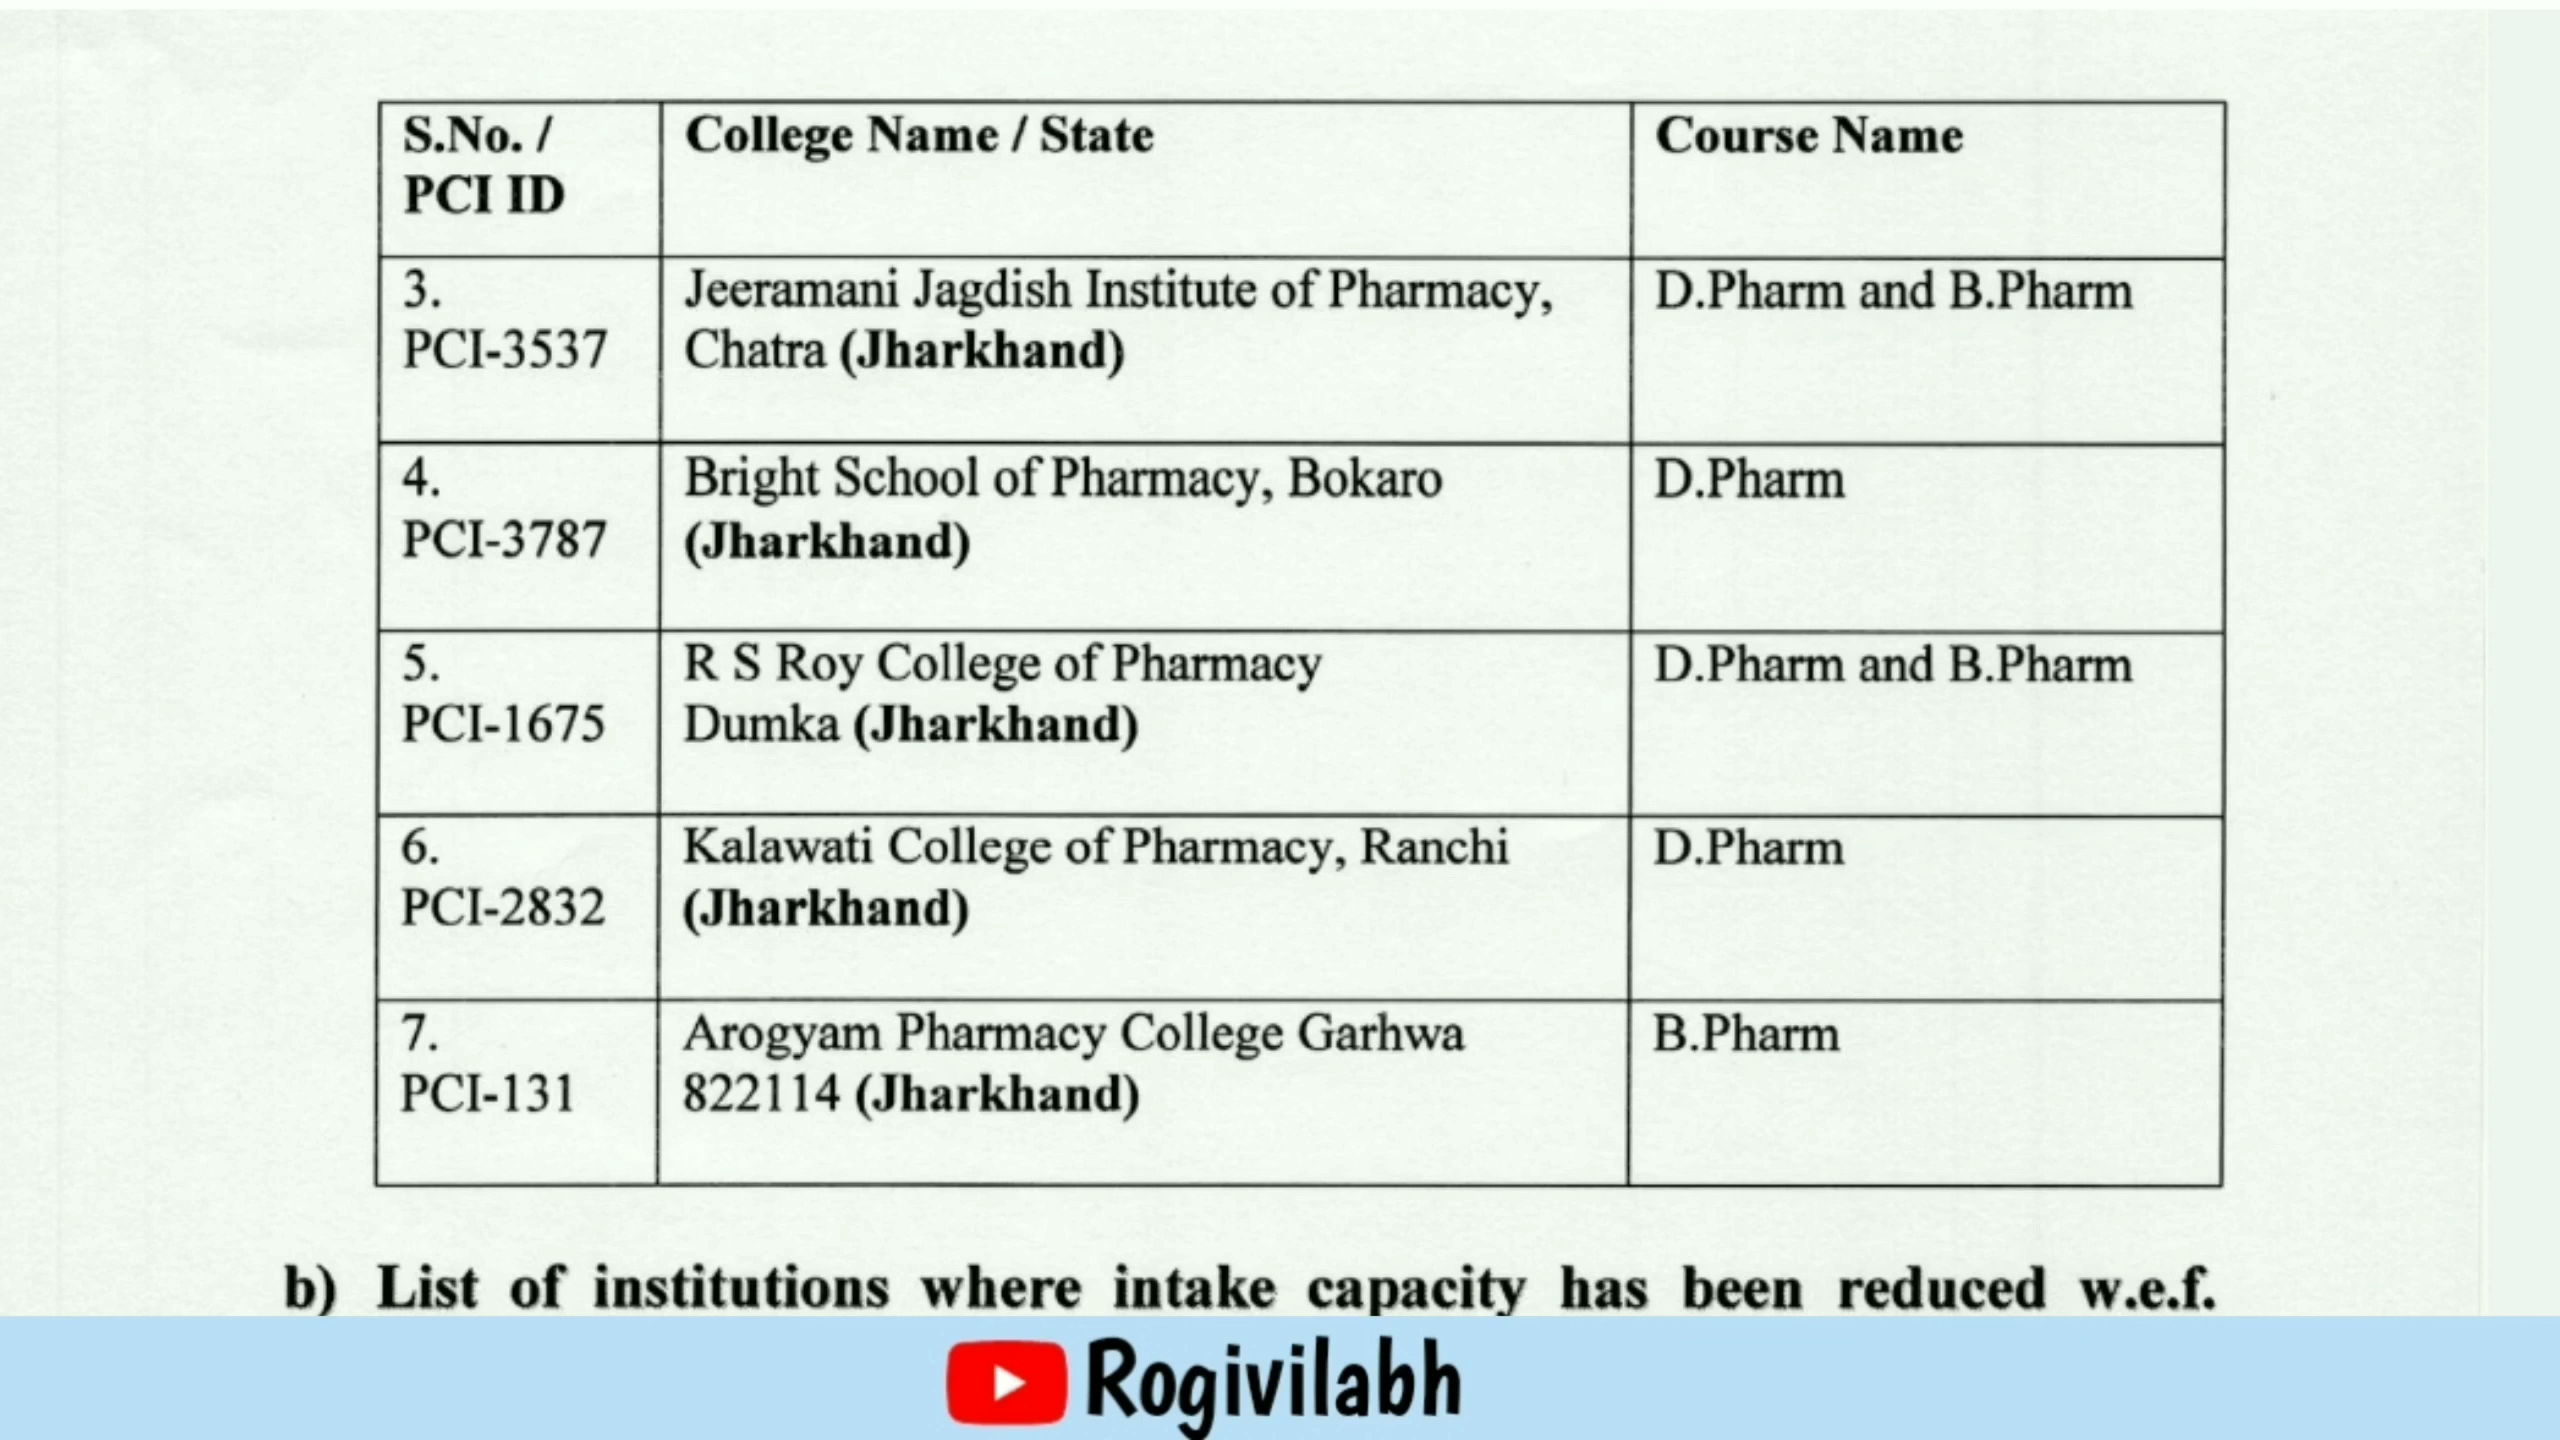 S.No. / PCI ID
College Name / State
Course Name
3.
PCI-3537
Jeeramani Jagdish Institute of Pharmacy,
Chatra (Jharkhand)
D.Pharm and B.Pharm
4.
PCI-3787
Bright School of Pharmacy, Bokaro
(Jharkhand)
D.Pharm
5.
PCI-1675
R S Roy College of Pharmacy
Dumka (Jharkhand)
D.Pharm and B.Pharm
6.
PCI-2832
Kalawati College of Pharmacy, Ranchi
(Jharkhand)
D.Pharm
7.
PCI-131
Arogyam Pharmacy College Garhwa
822114 (Jharkhand)
B.Pharm
b) List of institutions where intake capacity has been reduced w.e.f.
Rogivilabh